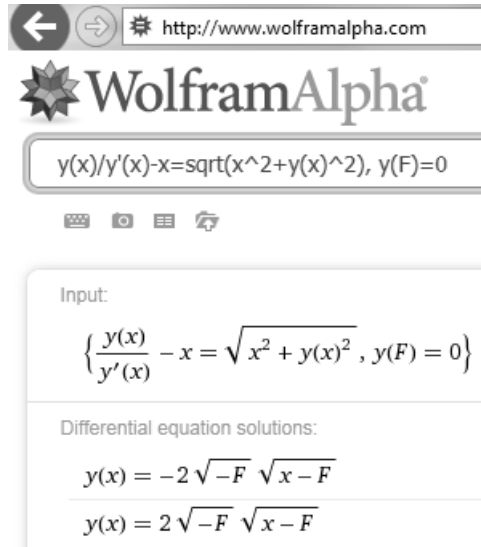 http://www.wolframalpha.com
WolframAlpha
y(x)/y'(x)-x=sqrt(x^2+y(x)^2), y(F)=0
Input:
{y(x)/y′(x) − x = √(x² + y(x)²) , y(F) = 0}
Differential equation solutions:
y(x) = −2 √−F √x − F
y(x) = 2 √−F √x − F